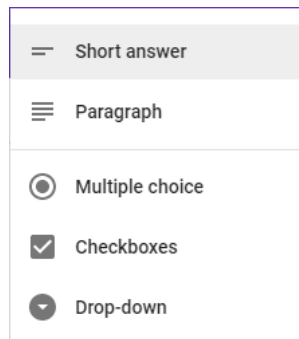 Short answer
Paragraph
Multiple choice
Checkboxes
Drop-down